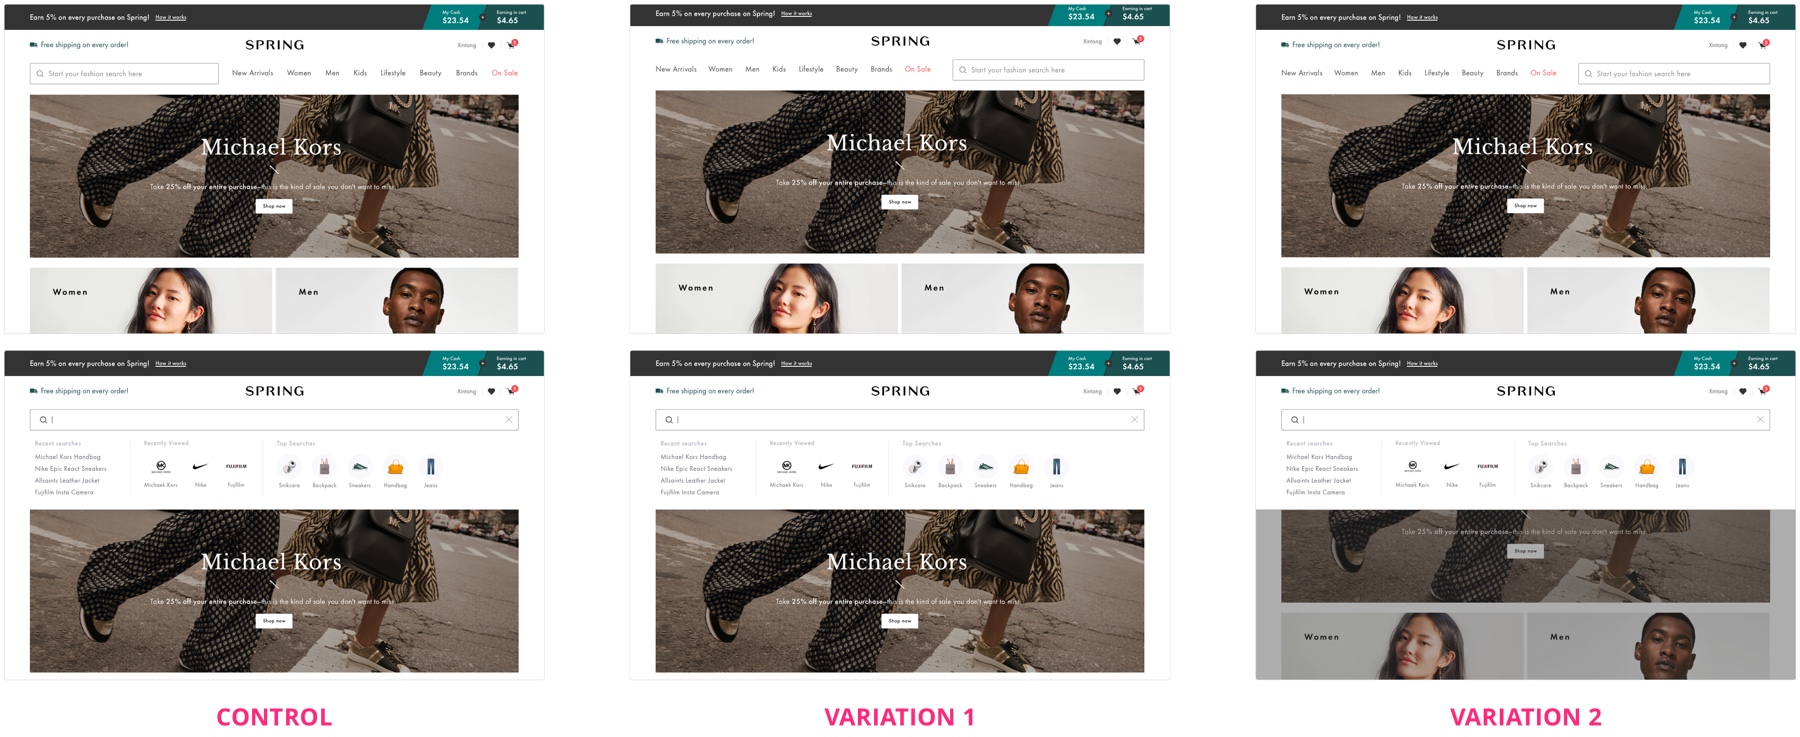 Earn 5% on every purchase on Spring! How it works My Cash $23.54 + Earning in cart $4.65
Free shipping on every order! SPRING Xintong 3
Start your fashion search here New Arrivals Women Men Kids Lifestyle Beauty Brands On Sale
Michael Kors
Take 25% off your entire purchase—this is the kind of sale you don't want to miss.
Shop now
Women Men
Earn 5% on every purchase on Spring! How it works My Cash $23.54 + Earning in cart $4.65
Free shipping on every order! SPRING Xintong 3
New Arrivals Women Men Kids Lifestyle Beauty Brands On Sale Start your fashion search here
Michael Kors
Take 25% off your entire purchase—this is the kind of sale you don't want to miss.
Shop now
Women Men
Earn 5% on every purchase on Spring! How it works My Cash $23.54 + Earning in cart $4.65
Free shipping on every order! SPRING Xintong 3
New Arrivals Women Men Kids Lifestyle Beauty Brands On Sale Start your fashion search here
Michael Kors
Take 25% off your entire purchase—this is the kind of sale you don't want to miss.
Shop now
Women Men
Earn 5% on every purchase on Spring! How it works My Cash $23.54 + Earning in cart $4.65
Free shipping on every order! SPRING Xintong 3
Recent searches Recently Viewed Top Searches
Michael Kors Handbag
Nike Epic React Sneakers
Allsaints Leather Jacket
Fujifilm Insta Camera
MK FUJIFILM
Michaek Kors Nike Fujifilm Snikcare Backpack Sneakers Handbag Jeans
Michael Kors
Take 25% off your entire purchase—this is the kind of sale you don't want to miss.
Shop now
Earn 5% on every purchase on Spring! How it works My Cash $23.54 + Earning in cart $4.65
Free shipping on every order! SPRING Xintong 3
Recent searches Recently Viewed Top Searches
Michael Kors Handbag
Nike Epic React Sneakers
Allsaints Leather Jacket
Fujifilm Insta Camera
MK FUJIFILM
Michaek Kors Nike Fujifilm Snikcare Backpack Sneakers Handbag Jeans
Michael Kors
Take 25% off your entire purchase—this is the kind of sale you don't want to miss.
Shop now
Earn 5% on every purchase on Spring! How it works My Cash $23.54 + Earning in cart $4.65
Free shipping on every order! SPRING Xintong 3
Recent searches Recently Viewed Top Searches
Michael Kors Handbag
Nike Epic React Sneakers
Allsaints Leather Jacket
Fujifilm Insta Camera
MK FUJIFILM
Michaek Kors Nike Fujifilm Snikcare Backpack Sneakers Handbag Jeans
Take 25% off your entire purchase—this is the kind of sale you don't want to miss.
Shop now
Women Men
CONTROL
VARIATION 1
VARIATION 2